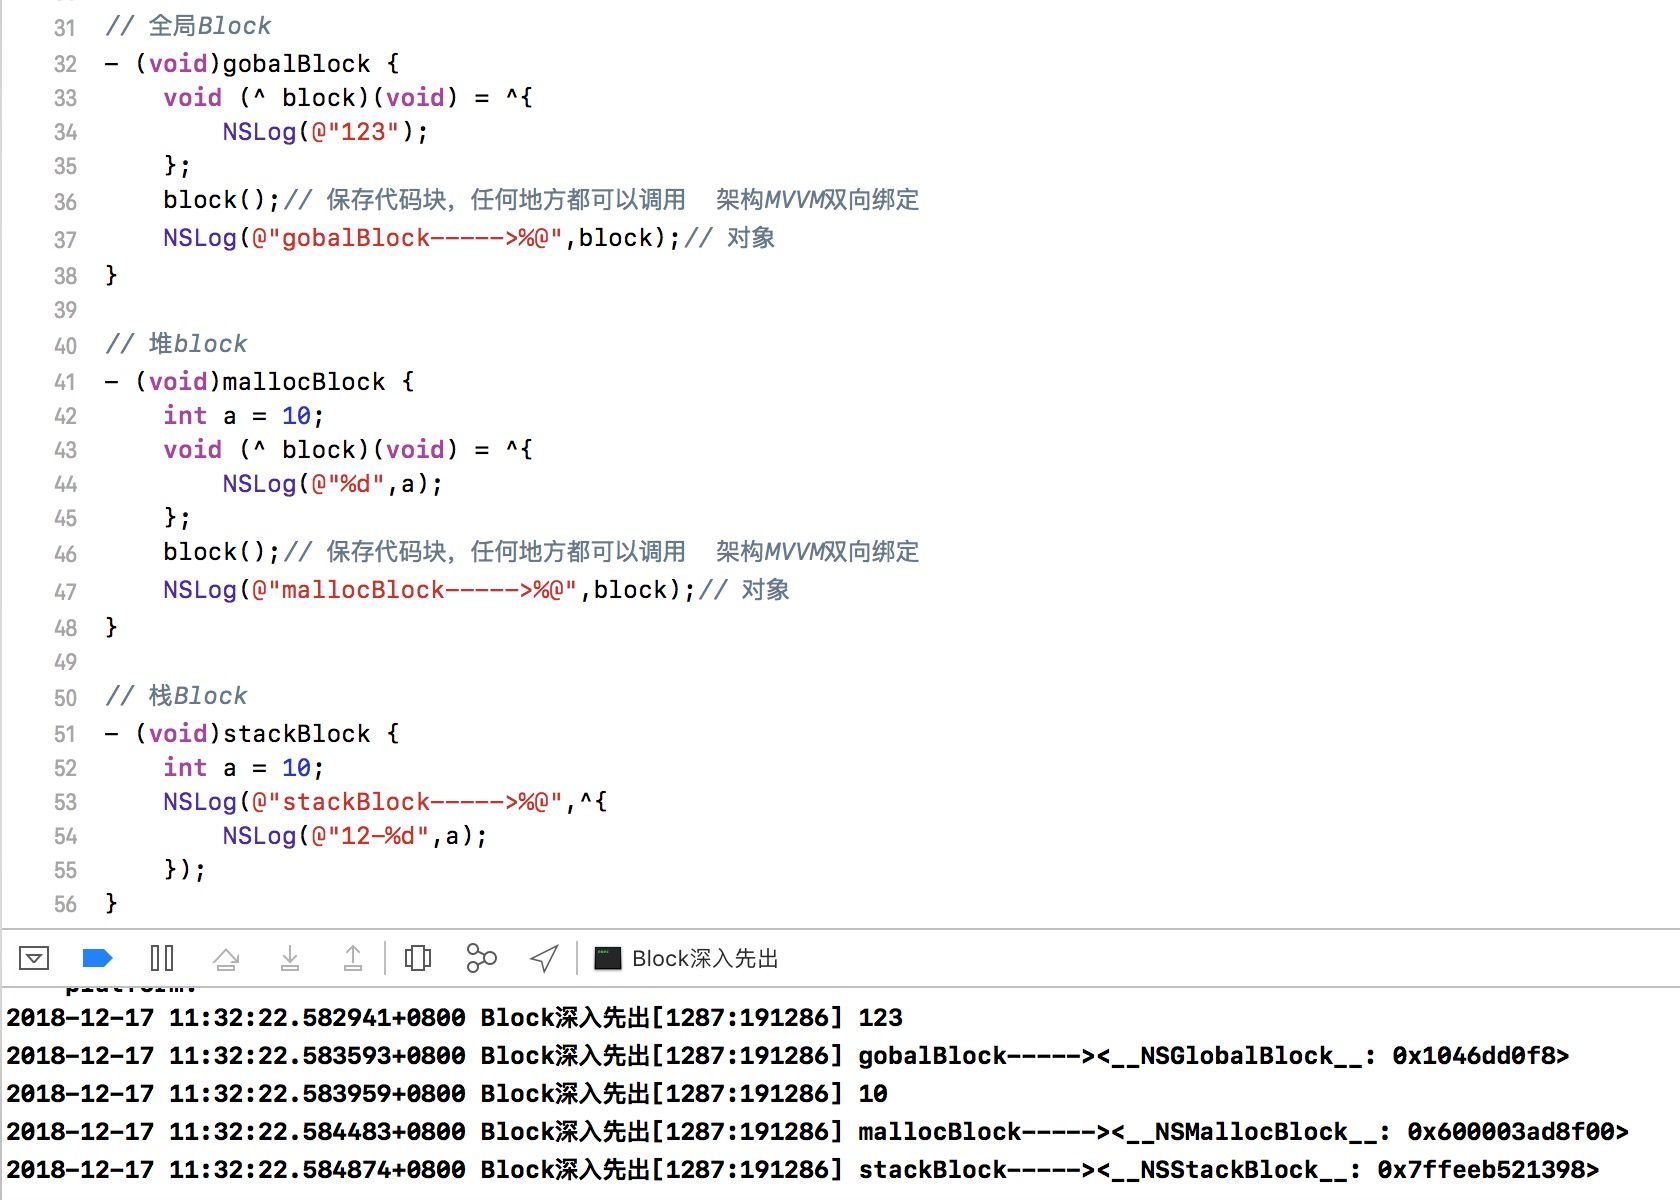 31 // 全局Block
32 - (void)gobalBlock {
33 void (^ block)(void) = ^{
34 NSLog(@"123");
35 };
36 block();// 保存代码块，任何地方都可以调用 架构MVVM双向绑定
37 NSLog(@"gobalBlock----->%@",block);// 对象
38 }
39
40 // 堆block
41 - (void)mallocBlock {
42 int a = 10;
43 void (^ block)(void) = ^{
44 NSLog(@"%d",a);
45 };
46 block();// 保存代码块，任何地方都可以调用 架构MVVM双向绑定
47 NSLog(@"mallocBlock----->%@",block);// 对象
48 }
49
50 // 栈Block
51 - (void)stackBlock {
52 int a = 10;
53 NSLog(@"stackBlock----->%@",^{
54 NSLog(@"12-%d",a);
55 });
56 }
Block深入先出
platform.
2018-12-17 11:32:22.582941+0800 Block深入先出[1287:191286] 123
2018-12-17 11:32:22.583593+0800 Block深入先出[1287:191286] gobalBlock-----><__NSGlobalBlock__: 0x1046dd0f8>
2018-12-17 11:32:22.583959+0800 Block深入先出[1287:191286] 10
2018-12-17 11:32:22.584483+0800 Block深入先出[1287:191286] mallocBlock-----><__NSMallocBlock__: 0x600003ad8f00>
2018-12-17 11:32:22.584874+0800 Block深入先出[1287:191286] stackBlock-----><__NSStackBlock__: 0x7ffeeb521398>